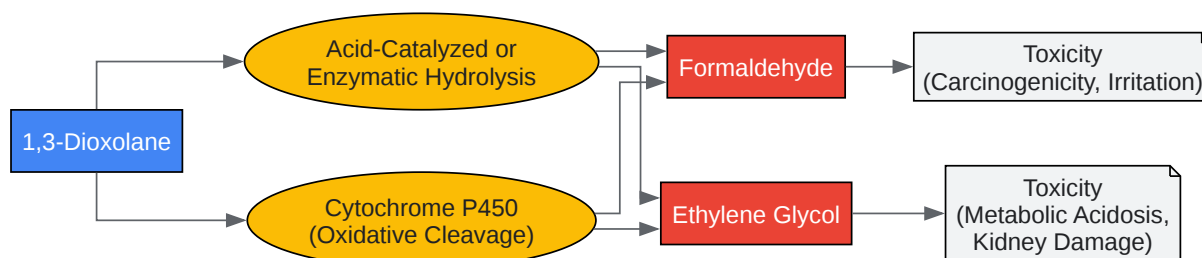 Acid-Catalyzed or
Enzymatic Hydrolysis
Formaldehyde
Toxicity
(Carcinogenicity, Irritation)
1,3-Dioxolane
Cytochrome P450
(Oxidative Cleavage)
Ethylene Glycol
Toxicity
(Metabolic Acidosis,
Kidney Damage)